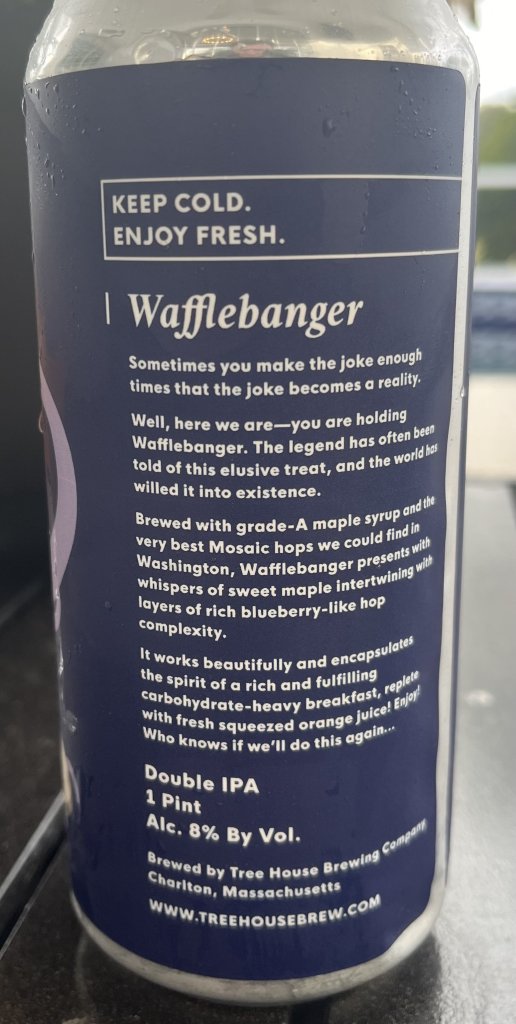 KEEP COLD.
ENJOY FRESH.
Wafflebanger
Sometimes you make the joke enough
times that the joke becomes a reality.
Well, here we are—you are holding
Wafflebanger. The legend has often been
told of this elusive treat, and the world has
willed it into existence.
Brewed with grade-A maple syrup and the
very best Mosaic hops we could find in
Washington, Wafflebanger presents with
whispers of sweet maple intertwining with
layers of rich blueberry-like hop
complexity.
It works beautifully and encapsulates
the spirit of a rich and fulfilling
carbohydrate-heavy breakfast, replete
with fresh squeezed orange juice! Enjoy!
Who knows if we'll do this again...
Double IPA
1 Pint
Alc. 8% By Vol.
Brewed by Tree House Brewing Company
Charlton, Massachusetts
WWW.TREEHOUSEBREW.COM